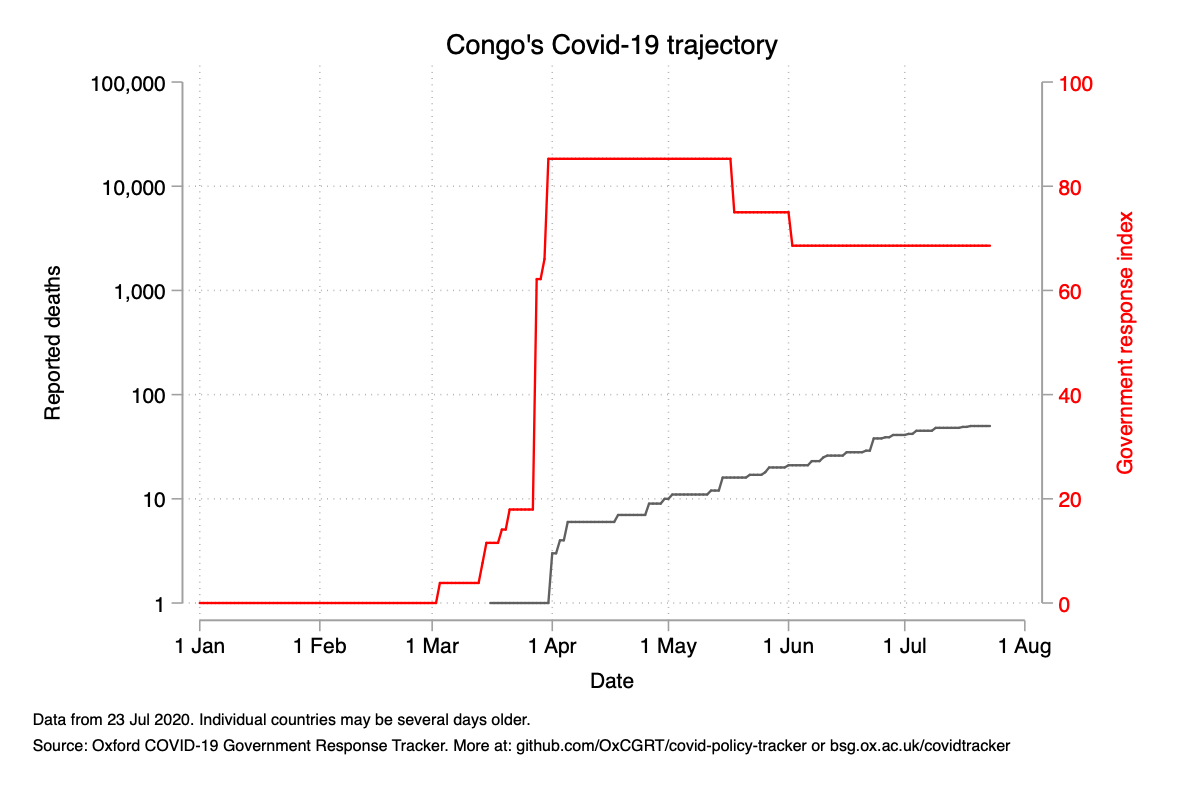 Congo's Covid-19 trajectory
100,000
10,000
1,000
100
10
1
Reported deaths
100
80
60
40
20
0
Government response index
1 Jan
1 Feb
1 Mar
1 Apr
1 May
1 Jun
1 Jul
1 Aug
Date
Data from 23 Jul 2020. Individual countries may be several days older.
Source: Oxford COVID-19 Government Response Tracker. More at: github.com/OxCGRT/covid-policy-tracker or bsg.ox.ac.uk/covidtracker